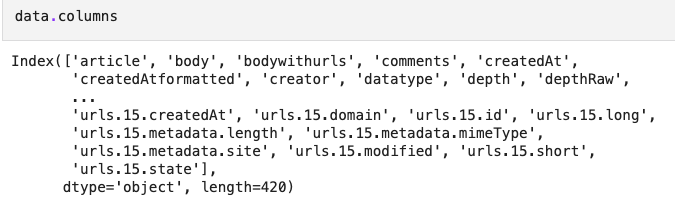 data.columns
Index(['article', 'body', 'bodywithurls', 'comments', 'createdAt',
'createdAtformatted', 'creator', 'datatype', 'depth', 'depthRaw',
...
'urls.15.createdAt', 'urls.15.domain', 'urls.15.id', 'urls.15.long',
'urls.15.metadata.length', 'urls.15.metadata.mimeType',
'urls.15.metadata.site', 'urls.15.modified', 'urls.15.short',
'urls.15.state'],
dtype='object', length=420)